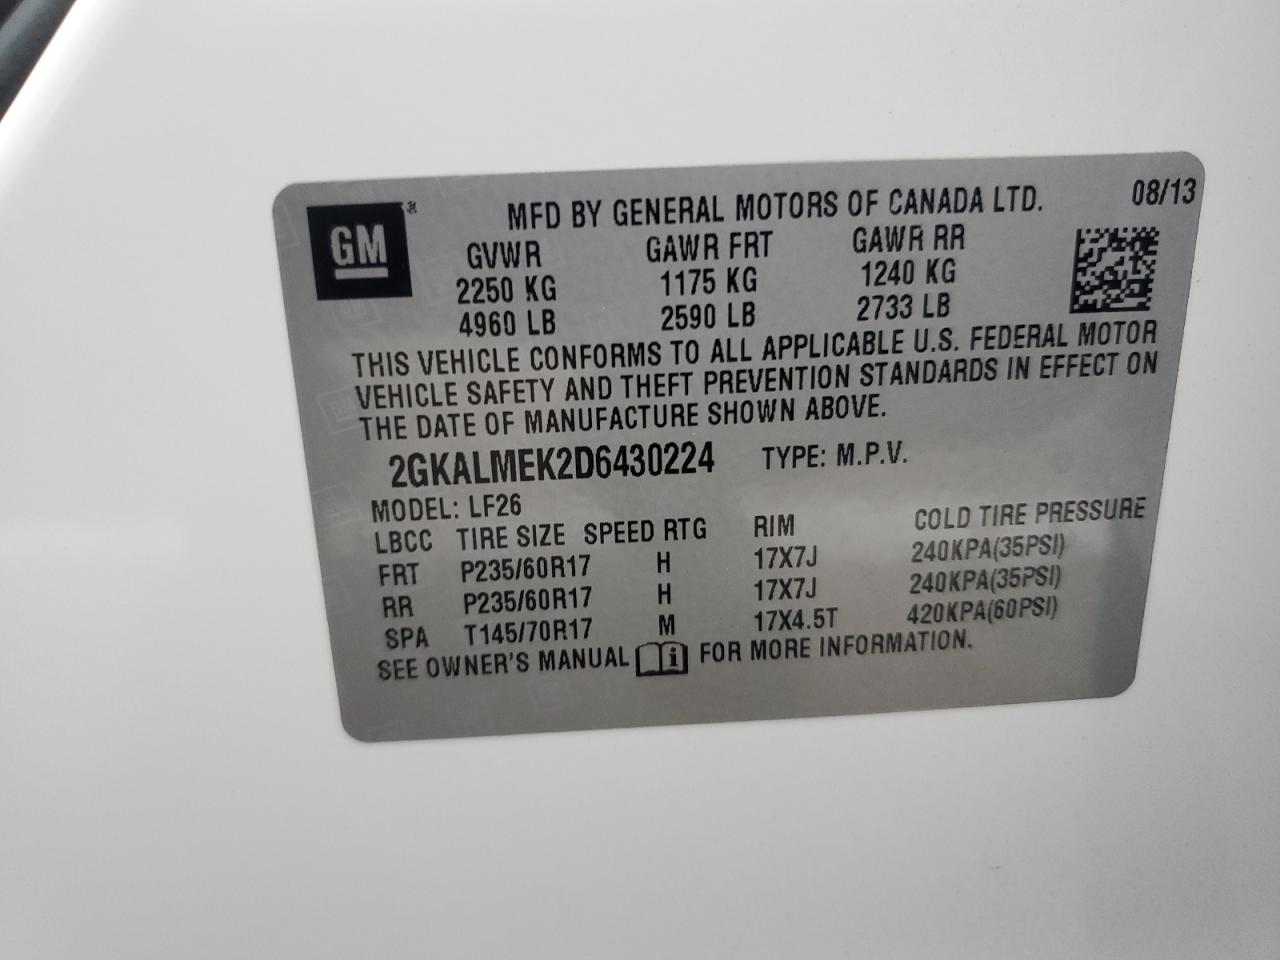 GM
MFD BY GENERAL MOTORS OF CANADA LTD. 08/13
GVWR GAWR FRT GAWR RR
2250 KG 1175 KG 1240 KG
4960 LB 2590 LB 2733 LB
THIS VEHICLE CONFORMS TO ALL APPLICABLE U.S. FEDERAL MOTOR
VEHICLE SAFETY AND THEFT PREVENTION STANDARDS IN EFFECT ON
THE DATE OF MANUFACTURE SHOWN ABOVE.
2GKALMEK2D6430224 TYPE: M.P.V.
MODEL: LF26
LBCC TIRE SIZE SPEED RTG RIM COLD TIRE PRESSURE
FRT P235/60R17 H 17X7J 240KPA(35PSI)
RR P235/60R17 H 17X7J 240KPA(35PSI)
SPA T145/70R17 M 17X4.5T 420KPA(60PSI)
SEE OWNER'S MANUAL i FOR MORE INFORMATION.